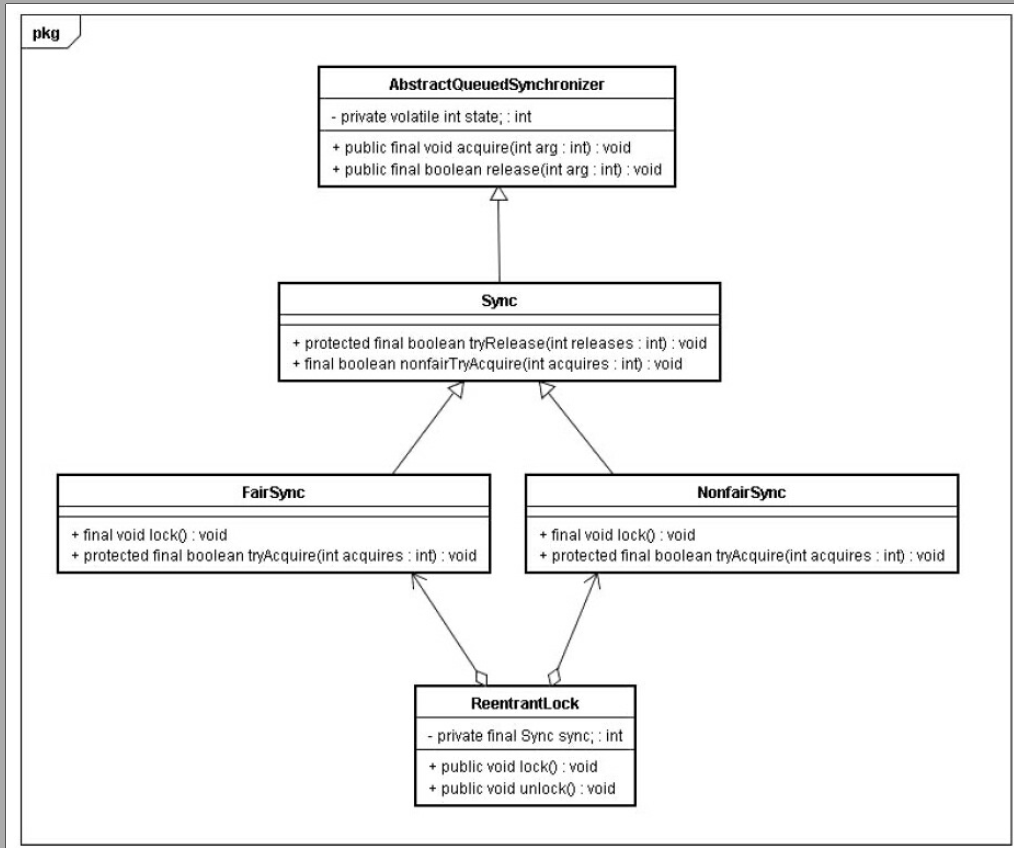 pkg
AbstractQueuedSynchronizer
- private volatile int state; : int
+ public final void acquire(int arg : int) : void
+ public final boolean release(int arg : int) : void
Sync
+ protected final boolean tryRelease(int releases : int) : void
+ final boolean nonfairTryAcquire(int acquires : int) : void
FairSync
+ final void lock() : void
+ protected final boolean tryAcquire(int acquires : int) : void
NonfairSync
+ final void lock() : void
+ protected final boolean tryAcquire(int acquires : int) : void
ReentrantLock
- private final Sync sync; : int
+ public void lock() : void
+ public void unlock() : void